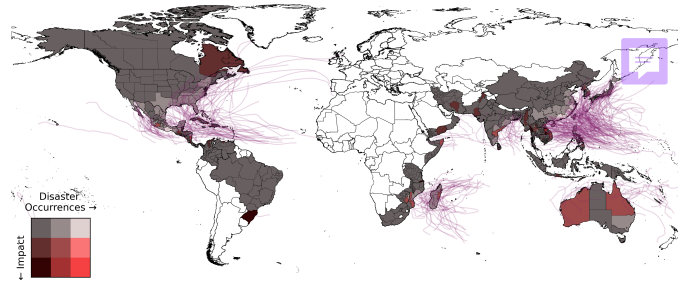 Disaster
Occurrences →
← Impact